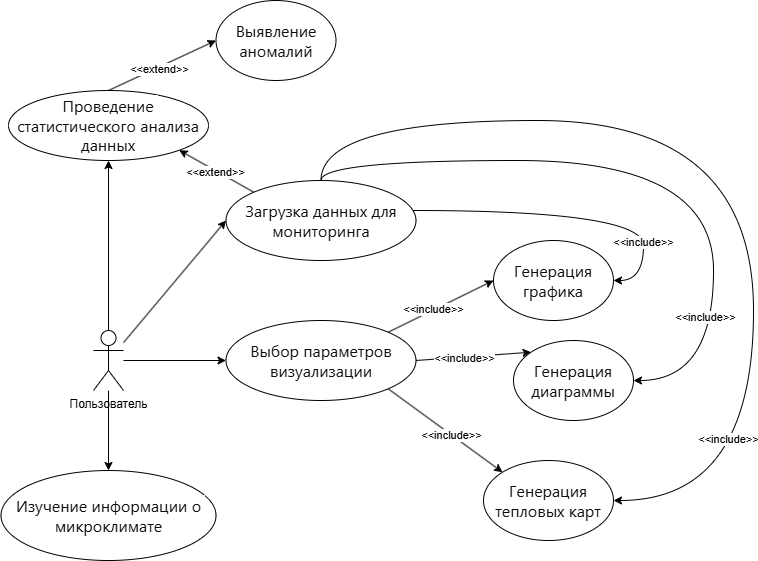 Выявление
аномалий
<<extend>>
Проведение
статистического анализа
данных
<<extend>>
Загрузка данных для
мониторинга
<<include>>
Генерация
графика
<<include>>
<<include>>
Выбор параметров
визуализации
<<include>>
Генерация
диаграммы
Пользователь
<<include>>
<<include>>
Генерация
тепловых карт
Изучение информации о
микроклимате